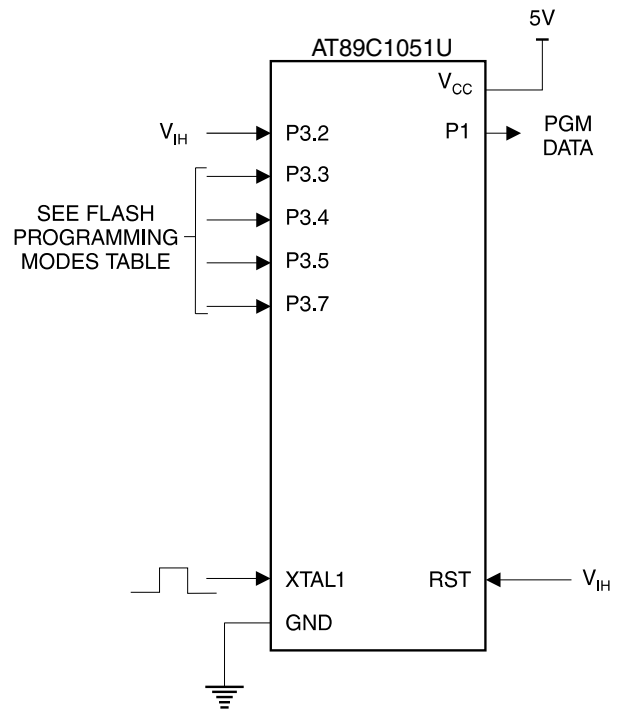 5V
AT89C1051U
VCC
VIH
P3.2
P1
PGM
DATA
P3.3
SEE FLASH
PROGRAMMING
MODES TABLE
P3.4
P3.5
P3.7
XTAL1
RST
VIH
GND